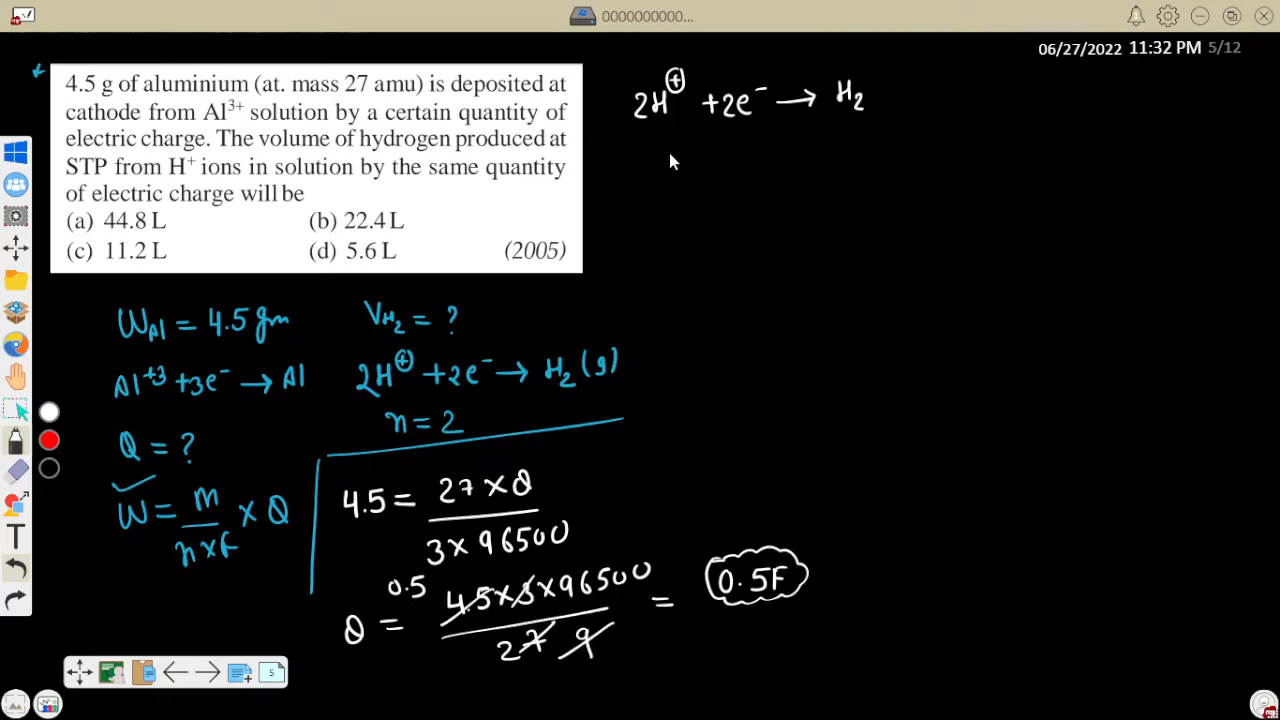 0000000000...
06/27/2022 11:32 PM 5/12
4.5 g of aluminium (at. mass 27 amu) is deposited at
cathode from Al³⁺ solution by a certain quantity of
electric charge. The volume of hydrogen produced at
STP from H⁺ ions in solution by the same quantity
of electric charge will be
(a) 44.8 L (b) 22.4 L
(c) 11.2 L (d) 5.6 L (2005)
2H⊕ + 2e⁻ → H₂
W_Al = 4.5 gm
Al⁺³ + 3e⁻ → Al
Q = ?
W = m/(n×F) × Q
V_H₂ = ?
2H⊕ + 2e⁻ → H₂(g)
n = 2
4.5 = (27 × Q)/(3 × 96500)
0.5
Q = (4.5 × 3 × 96500)/(27 9) = 0.5F
T
5